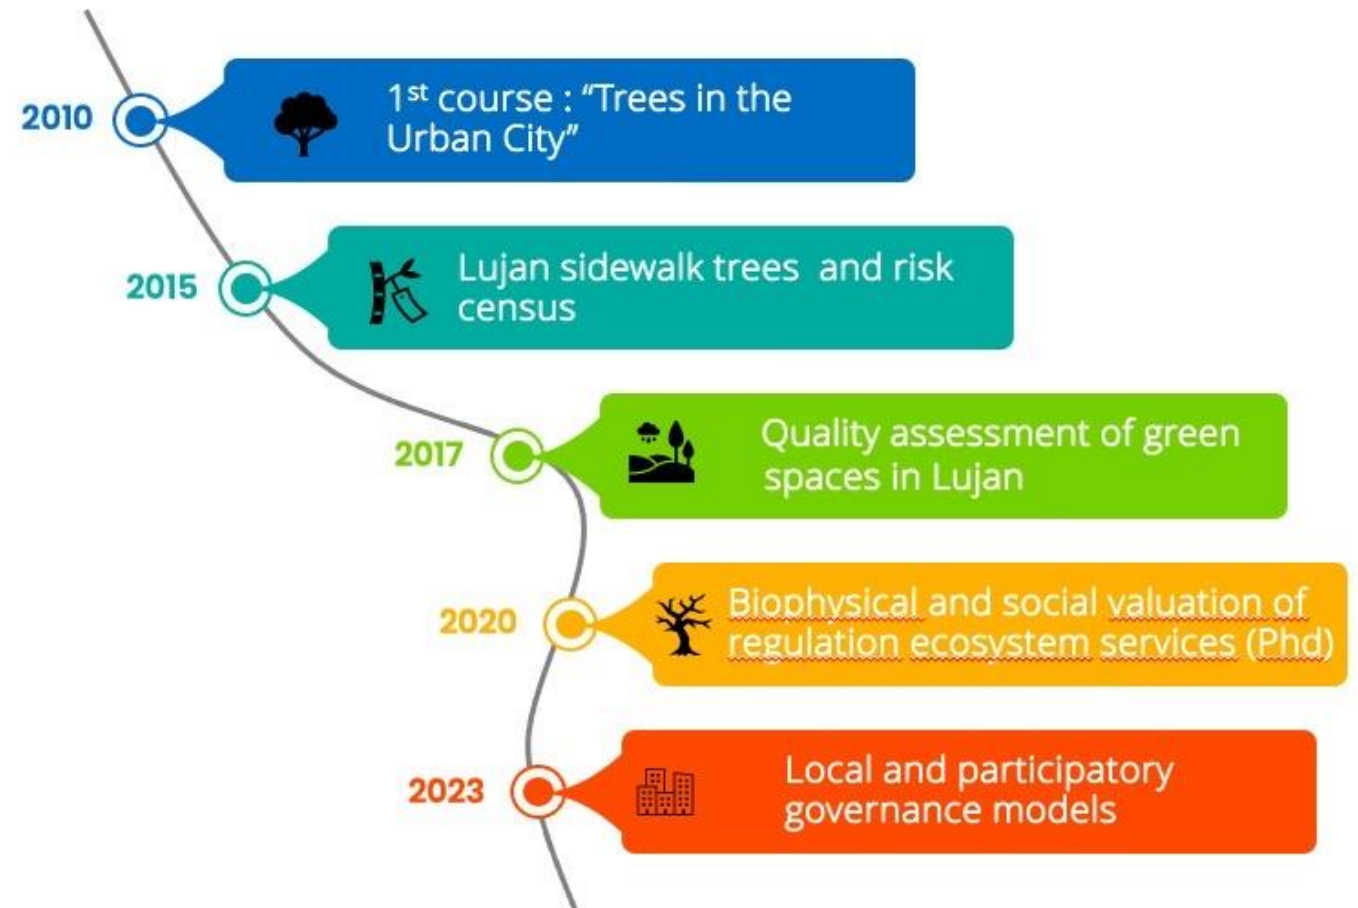 2010
1st course : “Trees in the
Urban City”
2015
Lujan sidewalk trees  and risk
census
2017
Quality assessment of green
spaces in Lujan
2020
Biophysical and social valuation of
regulation ecosystem services (Phd)
2023
Local and participatory
governance models